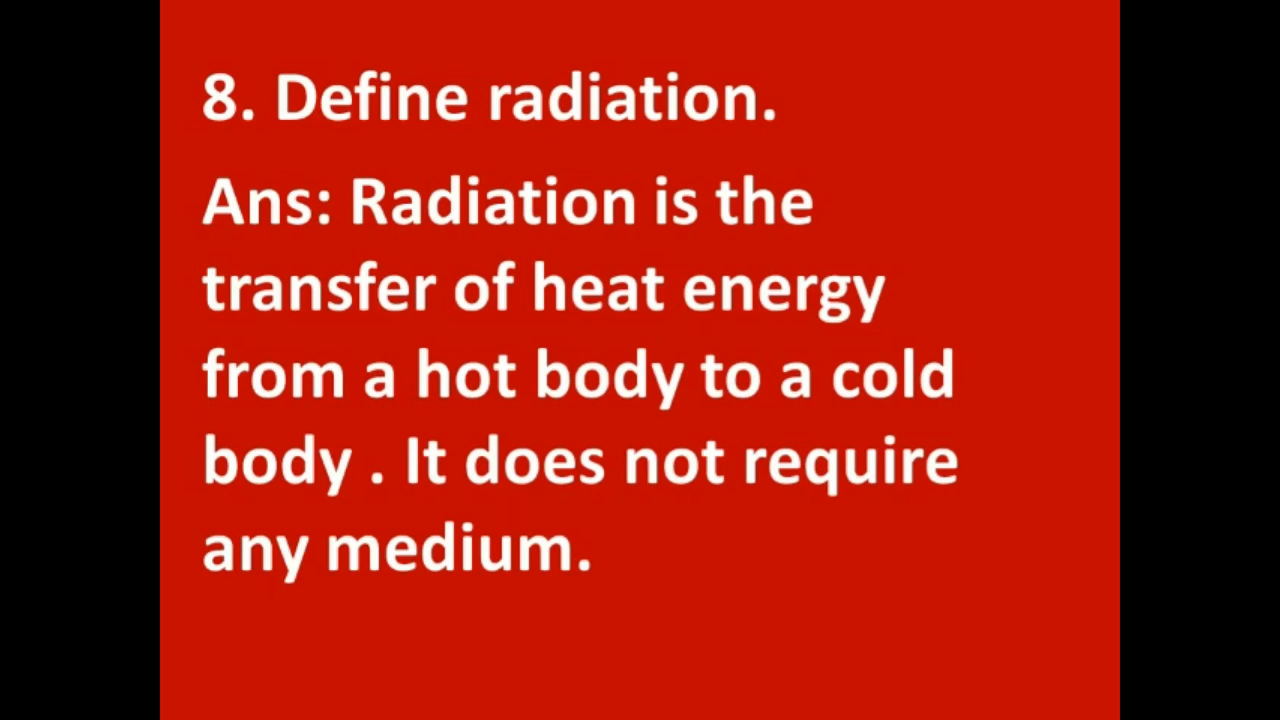 8. Define radiation.
Ans: Radiation is the
transfer of heat energy
from a hot body to a cold
body . It does not require
any medium.